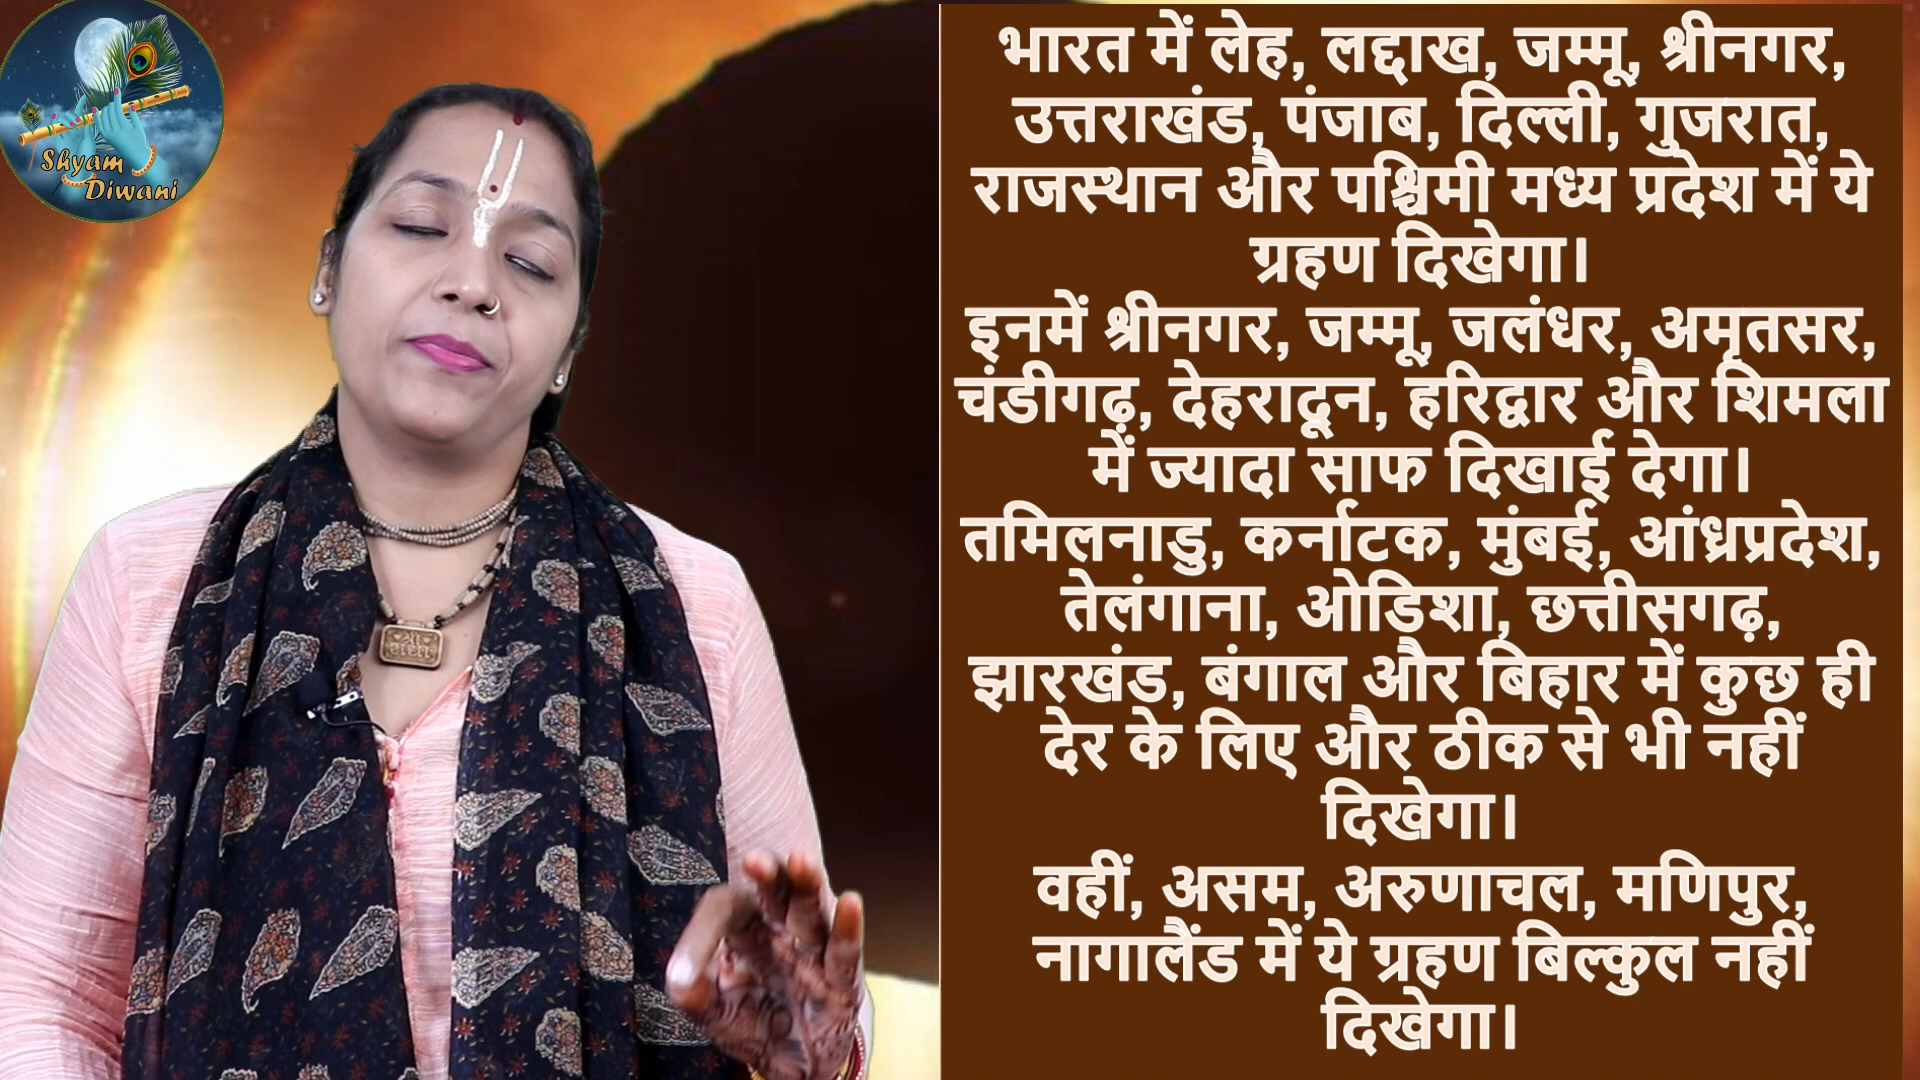 Shyam
Diwani
भारत में लेह, लद्दाख, जम्मू, श्रीनगर,
उत्तराखंड, पंजाब, दिल्ली, गुजरात,
राजस्थान और पश्चिमी मध्य प्रदेश में ये
ग्रहण दिखेगा।
इनमें श्रीनगर, जम्मू, जलंधर, अमृतसर,
चंडीगढ़, देहरादून, हरिद्वार और शिमला
में ज्यादा साफ दिखाई देगा।
तमिलनाडु, कर्नाटक, मुंबई, आंध्रप्रदेश,
तेलंगाना, ओडिशा, छत्तीसगढ़,
झारखंड, बंगाल और बिहार में कुछ ही
देर के लिए और ठीक से भी नहीं
दिखेगा।
वहीं, असम, अरुणाचल, मणिपुर,
नागालैंड में ये ग्रहण बिल्कुल नहीं
दिखेगा।